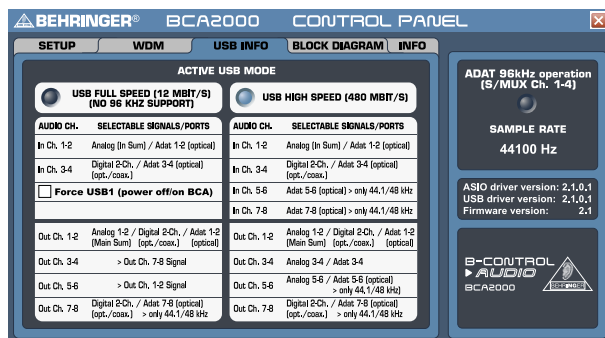 BEHRINGER® BCA2000 CONTROL PANEL
SETUP WDM USB INFO BLOCK DIAGRAM INFO
ACTIVE USB MODE
USB FULL SPEED (12 MBIT/S)
(NO 96 KHZ SUPPORT)
USB HIGH SPEED (480 MBIT/S)
AUDIO CH. SELECTABLE SIGNALS/PORTS
In Ch. 1-2 Analog (In Sum) / Adat 1-2 (optical)
In Ch. 3-4 Digital 2-Ch. / Adat 3-4 (optical)
(opt./coax.)
Force USB1 (power off/on BCA)
Out Ch. 1-2 Analog 1-2 / Digital 2-Ch. / Adat 1-2
(Main Sum) (opt./coax.) (optical)
Out Ch. 3-4 > Out Ch. 7-8 Signal
Out Ch. 5-6 > Out Ch. 1-2 Signal
Out Ch. 7-8 Digital 2-Ch. / Adat 7-8 (optical)
(opt./coax.) > only 44.1/48 kHz
AUDIO CH. SELECTABLE SIGNALS/PORTS
In Ch. 1-2 Analog (In Sum) / Adat 1-2 (optical)
In Ch. 3-4 Digital 2-Ch. / Adat 3-4 (optical)
(opt./coax.)
In Ch. 5-6 Adat 5-6 (optical) > only 44.1/48 kHz
In Ch. 7-8 Adat 7-8 (optical) > only 44.1/48 kHz
Out Ch. 1-2 Analog 1-2 / Digital 2-Ch. / Adat 1-2
(Main Sum) (opt./coax.) (optical)
Out Ch. 3-4 Analog 3-4 / Adat 3-4
Out Ch. 5-6 Analog 5-6 / Adat 5-6 (optical)
> only 44.1/48 kHz)
Out Ch. 7-8 Digital 2-Ch. / Adat 7-8 (optical)
(opt./coax.) > only 44.1/48 kHz
ADAT 96kHz operation
(S/MUX Ch. 1-4)
SAMPLE RATE
44100 Hz
ASIO driver version: 2.1.0.1
USB driver version: 2.1.0.1
Firmware version: 2.1
B-CONTROL
AUDIO
BCA2000
BEHRINGER